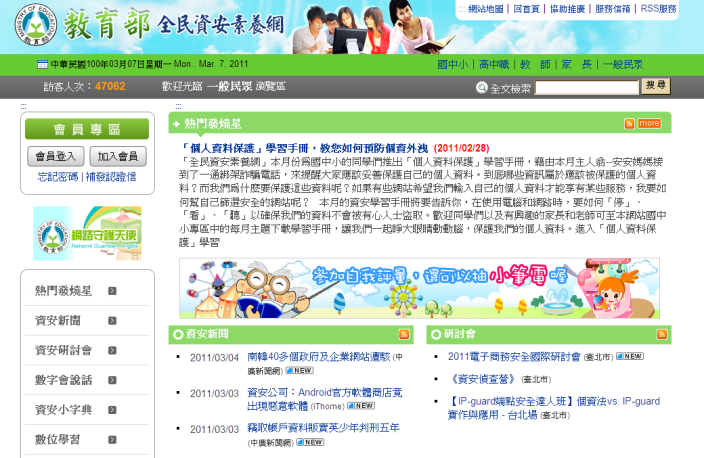 ::: 網站地圖 | 回首頁 | 協助推廣 | 服務信箱 | RSS服務
MINISTRY OF EDUCATION
教育部 全民資安素養網
中華民國100年03月07日星期一 Mon., Mar. 7, 2011
國中小 | 高中職 | 教 師 | 家 長 | 一般民眾
訪客人次：47062
歡迎光臨 一般民眾 瀏覽區
全文檢索
搜尋
:::
會員專區
會員登入
加入會員
忘記密碼 | 補發認證信
網路守護天使
Network Guardian Angels
熱門發燒星
資安新聞
資安研討會
數字會說話
資安小字典
數位學習
:::
熱門發燒星
more
「個人資料保護」學習手冊，教您如何預防個資外洩 (2011/02/28)
「全民資安素養網」本月份為國中小的同學們推出「個人資料保護」學習手冊，藉由本月主人翁--安安媽媽接
到了一通綁架詐騙電話，來提醒大家應該妥善保護自己的個人資料。到底哪些資訊屬於應該被保護的個人資
料？而我們為什麼要保護這些資料呢？如果有些網站希望我們輸入自己的個人資料才能享有某些服務，我要如
何幫自己篩選安全的網站呢？ 本月的資安學習手冊將要告訴你，在使用電腦和網路時，要如何「停」、
「看」、「聽」以確保我們的資料不會被有心人士盜取。歡迎同學們以及有興趣的家長和老師可至本網站國中
小專區中的每月主題下載學習手冊，讓我們一起睜大眼睛動動腦，保護我們的個人資料。進入「個人資料保
護」學習
參加自我評量，還可以抽小筆電喔
資安新聞
2011/03/04 南韓40多個政府及企業網站遭駭 (中
廣新聞網) NEW
2011/03/03 資安公司：Android官方軟體商店竟
出現惡意軟體 (iThome) NEW
2011/03/03 竊取帳戶資料販賣英少年判刑五年
(中廣新聞網) NEW
研討會
2011電子商務安全國際研討會 (臺北市) NEW
《資安偵查營》 (臺北市)
【IP-guard端點安全達人班】個資法vs. IP-guard
實作與應用 - 台北場 (臺北市)